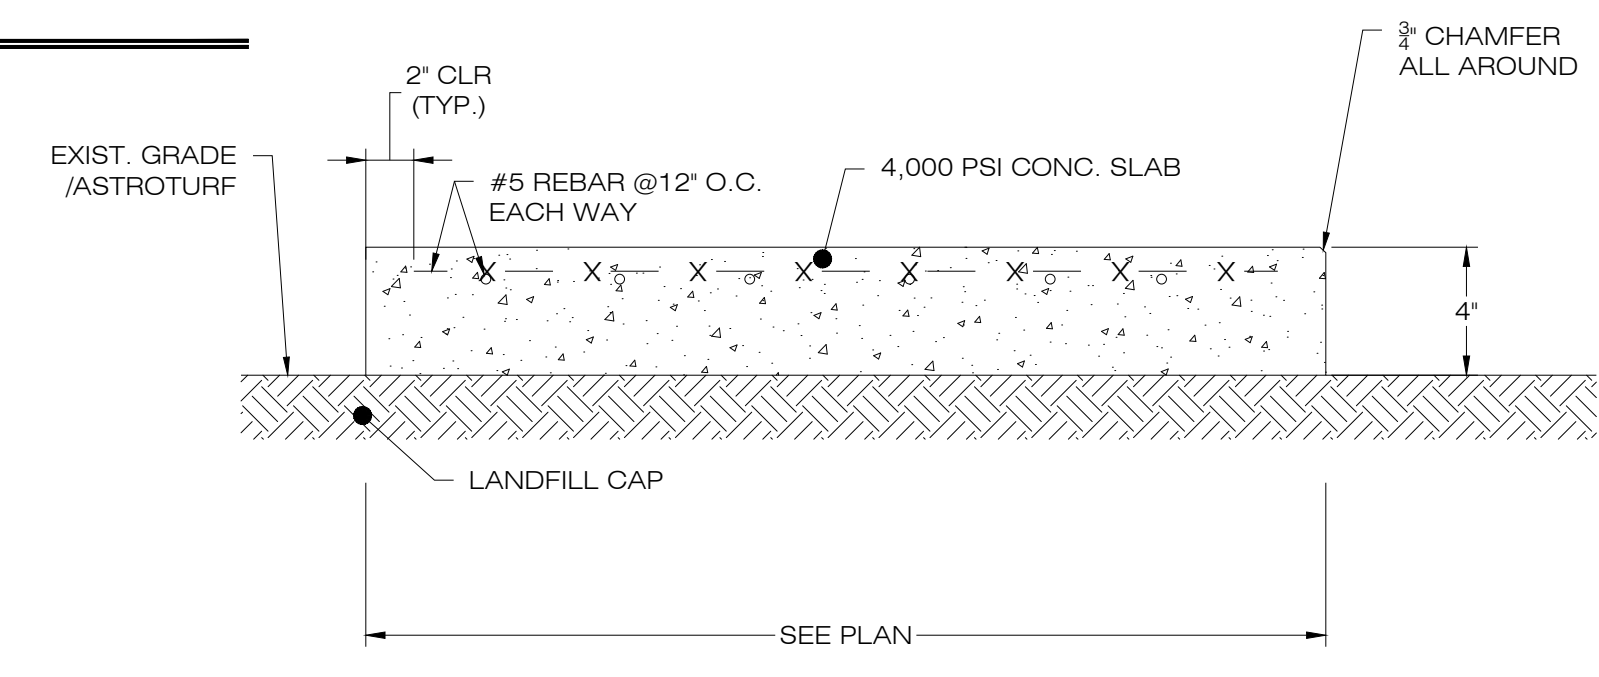 3/4" CHAMFER
ALL AROUND
2" CLR
(TYP.)
EXIST. GRADE
/ASTROTURF
#5 REBAR @12" O.C.
EACH WAY
4,000 PSI CONC. SLAB
X X X X X X X X
4"
LANDFILL CAP
SEE PLAN